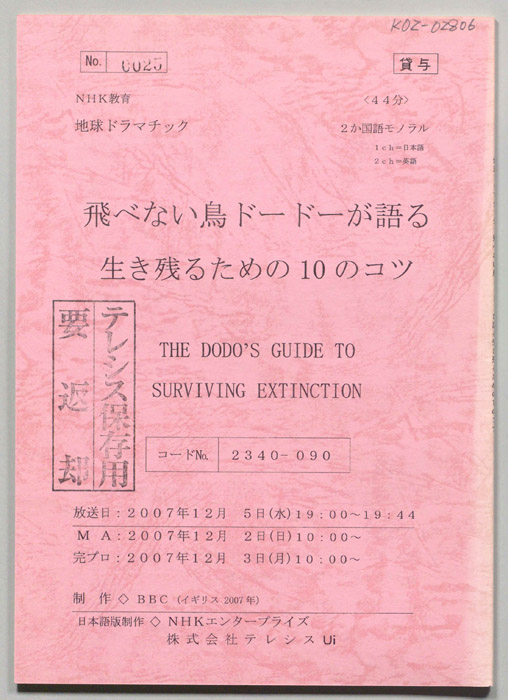 KOZ-02806
No. 0025
貸与
NHK教育
〈44分〉
地球ドラマチック
2か国語モノラル
1ch=日本語
2ch=英語
飛べない鳥ドードーが語る
生き残るための10のコツ
テレシス保存用
要返却
THE DODO'S GUIDE TO
SURVIVING EXTINCTION
コードNo. 2340-090
放送日：2007年12月 5日(水)19:00～19:44
MA：2007年12月 2日(日)10:00～
完プロ：2007年12月 3日(月)10:00～
制作◇BBC (イギリス 2007年)
日本語版制作◇NHKエンタープライズ
株式会社テレシス Ui